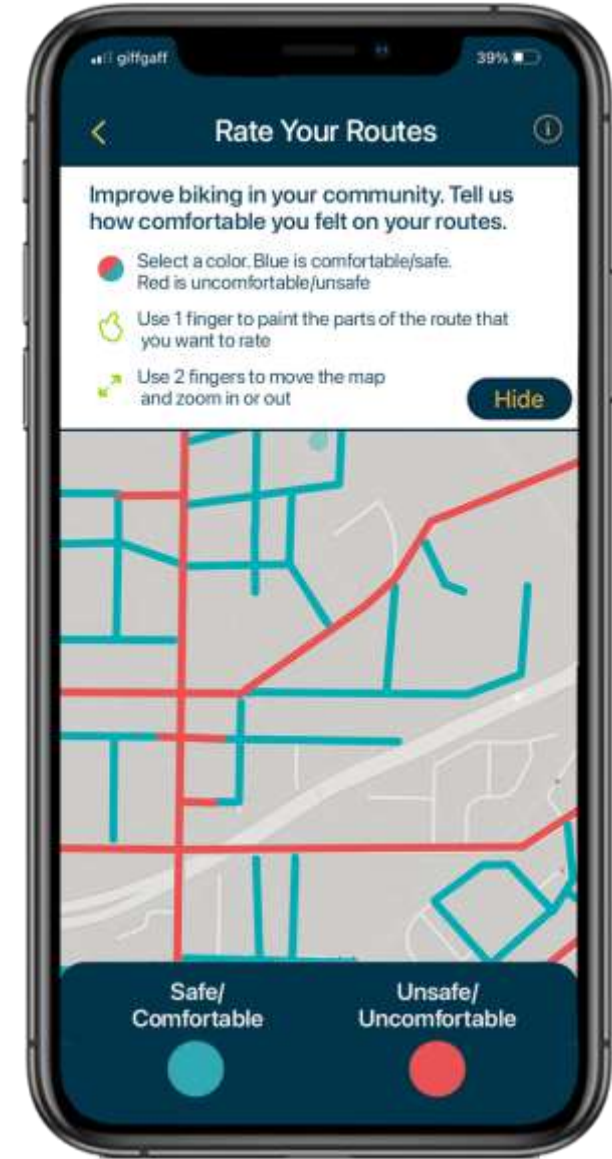 giffgaff
39%
Rate Your Routes
Improve biking in your community. Tell us
how comfortable you felt on your routes.
Select a color. Blue is comfortable/safe.
Red is uncomfortable/unsafe
Use 1 finger to paint the parts of the route that
you want to rate
Use 2 fingers to move the map
and zoom in or out
Hide
Safe/
Comfortable
Unsafe/
Uncomfortable